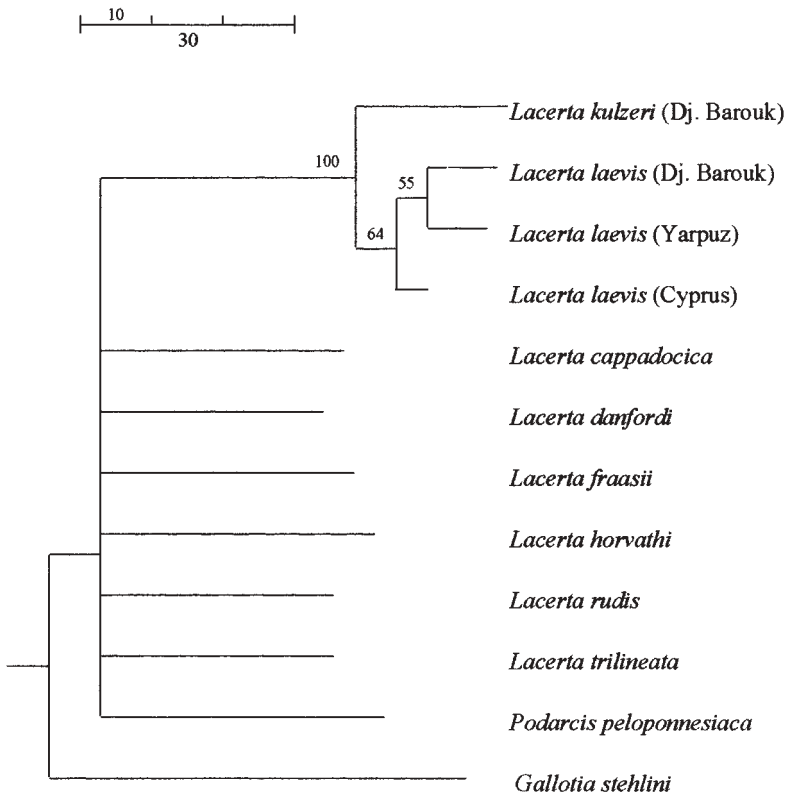 10
30
Lacerta kulzeri (Dj. Barouk)
100
Lacerta laevis (Dj. Barouk)
55
Lacerta laevis (Yarpuz)
64
Lacerta laevis (Cyprus)
Lacerta cappadocica
Lacerta danfordi
Lacerta fraasii
Lacerta horvathi
Lacerta rudis
Lacerta trilineata
Podarcis peloponnesiaca
Gallotia stehlini